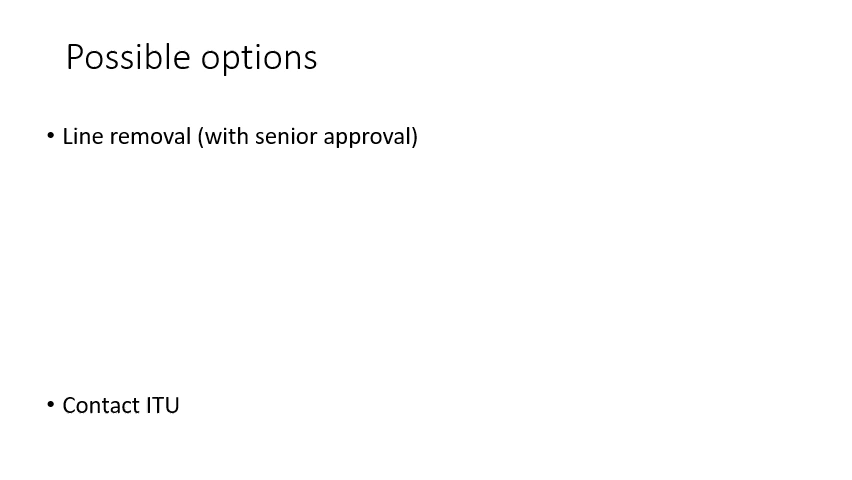 Possible options
• Line removal (with senior approval)
• Contact ITU